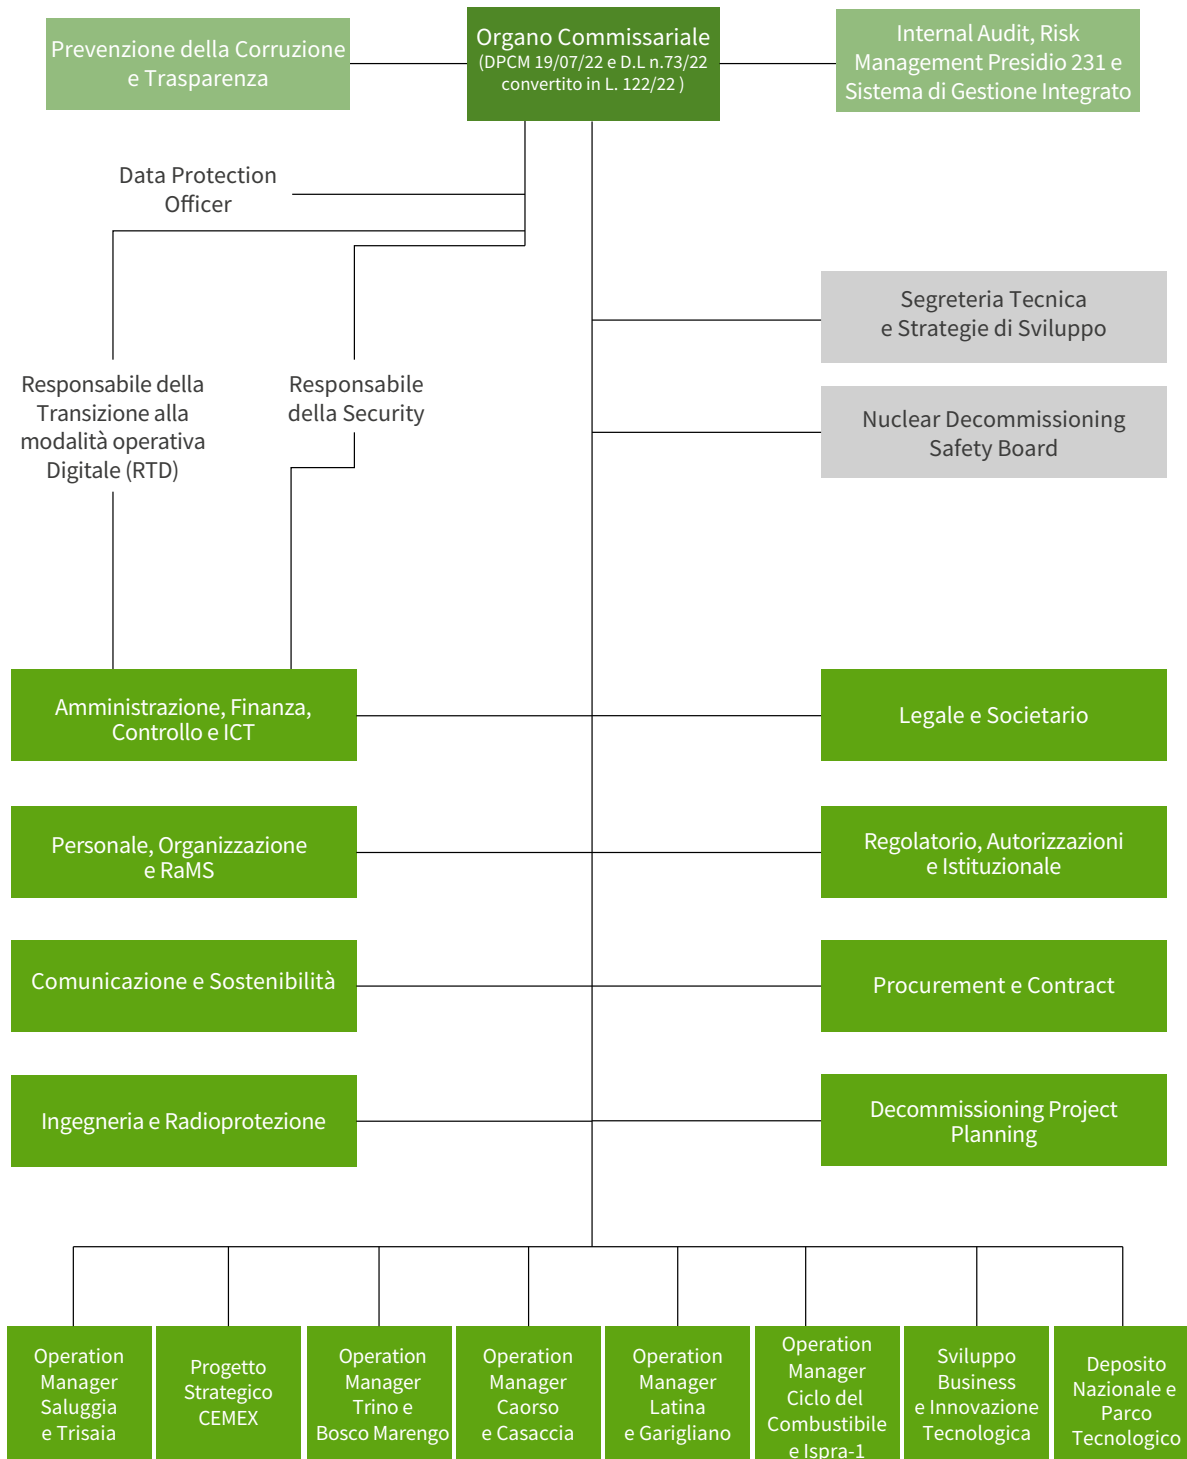 Prevenzione della Corruzione
e Trasparenza
Organo Commissariale
(DPCM 19/07/22 e D.L n.73/22
convertito in L. 122/22 )
Internal Audit, Risk
Management Presidio 231 e
Sistema di Gestione Integrato
Data Protection
Officer
Segreteria Tecnica
e Strategie di Sviluppo
Responsabile della
Transizione alla
modalità operativa
Digitale (RTD)
Responsabile
della Security
Nuclear Decommissioning
Safety Board
Amministrazione, Finanza,
Controllo e ICT
Legale e Societario
Personale, Organizzazione
e RaMS
Regolatorio, Autorizzazioni
e Istituzionale
Comunicazione e Sostenibilità
Procurement e Contract
Ingegneria e Radioprotezione
Decommissioning Project
Planning
Operation
Manager
Saluggia
e Trisaia
Progetto
Strategico
CEMEX
Operation
Manager
Trino e
Bosco Marengo
Operation
Manager
Caorso
e Casaccia
Operation
Manager
Latina
e Garigliano
Operation
Manager
Ciclo del
Combustibile
e Ispra-1
Sviluppo
Business
e Innovazione
Tecnologica
Deposito
Nazionale e
Parco
Tecnologico